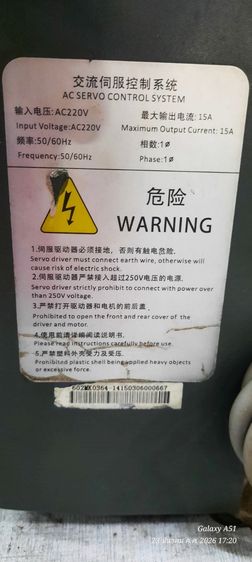 交流伺服控制系统
AC SERVO CONTROL SYSTEM
输入电压:AC220V 最大输出电流: 15A
Input Voltage:AC220V Maximum Output Current: 15A
频率:50/60Hz 相数:1ø
Frequency:50/60Hz Phase:1ø
危险
WARNING
1.伺服驱动器必须接地, 否则有触电危险.
Servo driver must connect earth wire, otherwise will
cause risk of electric shock.
2.伺服驱动器严禁接入超过250V电压的电源.
Servo driver strictly prohibit to connect with power over
than 250V voltage.
3.严禁打开驱动器和电机的前后盖.
Prohibited to open the front and rear cover of the
driver and motor.
4.使用前请详细阅读说明书.
Please read instructions carefully before use.
5.严禁塑料外壳受力及受压.
Prohibited plastic shell being applied heavy objects
or excessive force.
14150306000667
Galaxy A51
2026 17:20